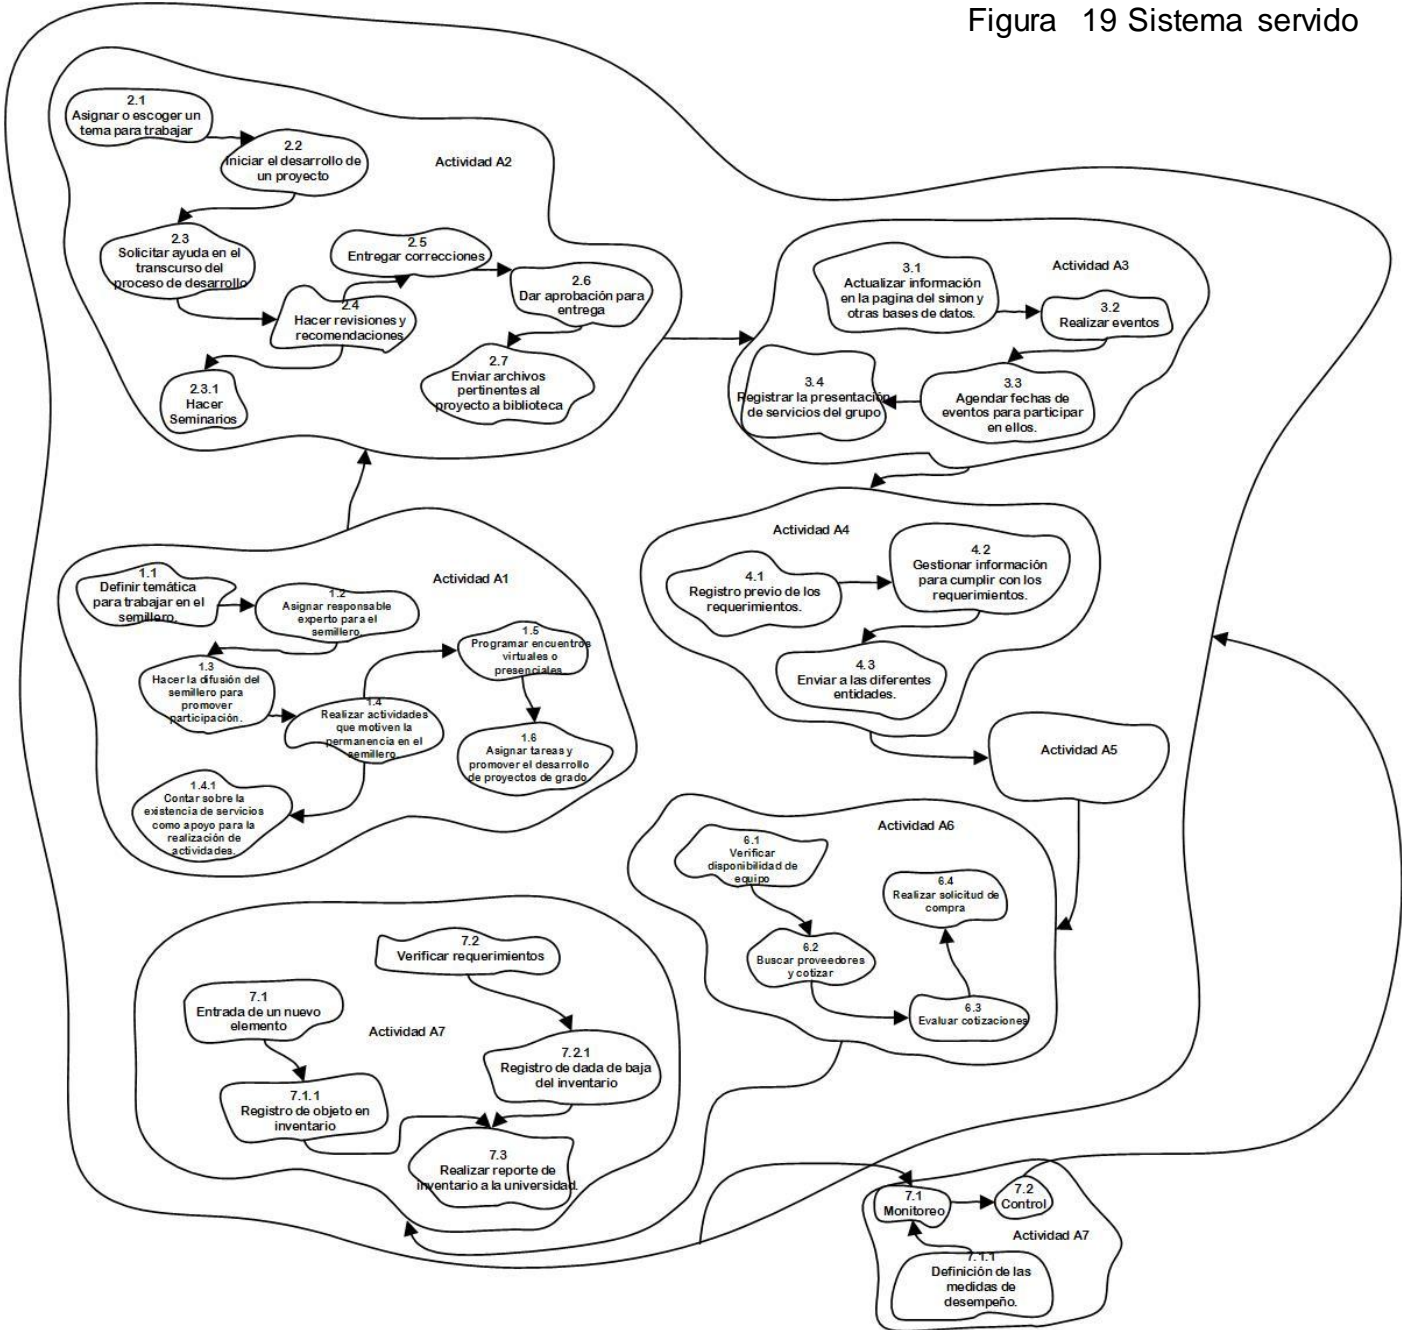 Figura 19 Sistema servido
2.1
Asignar o escoger un
tema para trabajar
2.2
Iniciar el desarrollo de
un proyecto
Actividad A2
2.3
Solicitar ayuda en el
transcurso del
proceso de desarrollo
2.4
Hacer revisiones y
recomendaciones
2.5
Entregar correcciones
2.6
Dar aprobación para
entrega
2.7
Enviar archivos
pertinentes al
proyecto a biblioteca
2.3.1
Hacer
Seminarios
Actividad A3
3.1
Actualizar información
en la pagina del simon y
otras bases de datos.
3.2
Realizar eventos
3.3
Agendar fechas de
eventos para participar
en ellos.
3.4
Registrar la presentación
de servicios del grupo
Actividad A1
1.1
Definir temática
para trabajar en el
semillero.
1.2
Asignar responsable
experto para el
semillero.
1.3
Hacer la difusión del
semillero para
promover
participación.
1.4
Realizar actividades
que motiven la
permanencia en el
semillero.
1.5
Programar encuentros
virtuales o
presenciales
1.6
Asignar tareas y
promover el desarrollo
de proyectos de grado
1.4.1
Contar sobre la
existencia de servicios
como apoyo para la
realización de
actividades.
Actividad A4
4.1
Registro previo de los
requerimientos.
4.2
Gestionar información
para cumplir con los
requerimientos.
4.3
Enviar a las diferentes
entidades.
Actividad A5
Actividad A6
6.1
Verificar
disponibilidad de
equipo
6.2
Buscar proveedores
y cotizar
6.3
Evaluar cotizaciones
6.4
Realizar solicitud de
compra
7.2
Verificar requerimientos
7.1
Entrada de un nuevo
elemento
Actividad A7
7.2.1
Registro de dada de baja
del inventario
7.1.1
Registro de objeto en
inventario
7.3
Realizar reporte de
inventario a la universidad.
7.1
Monitoreo
7.2
Control
Actividad A7
7.1.1
Definición de las
medidas de
desempeño.